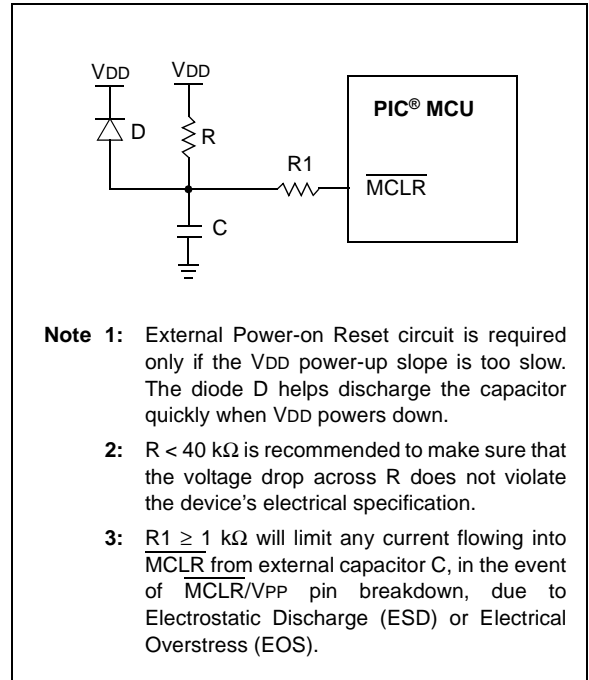 VDD VDD
PIC® MCU
D
R
R1
MCLR
C
Note 1: External Power-on Reset circuit is required
only if the VDD power-up slope is too slow.
The diode D helps discharge the capacitor
quickly when VDD powers down.
2: R < 40 kΩ is recommended to make sure that
the voltage drop across R does not violate
the device's electrical specification.
3: R1 ≥ 1 kΩ will limit any current flowing into
MCLR from external capacitor C, in the event
of MCLR/VPP pin breakdown, due to
Electrostatic Discharge (ESD) or Electrical
Overstress (EOS).